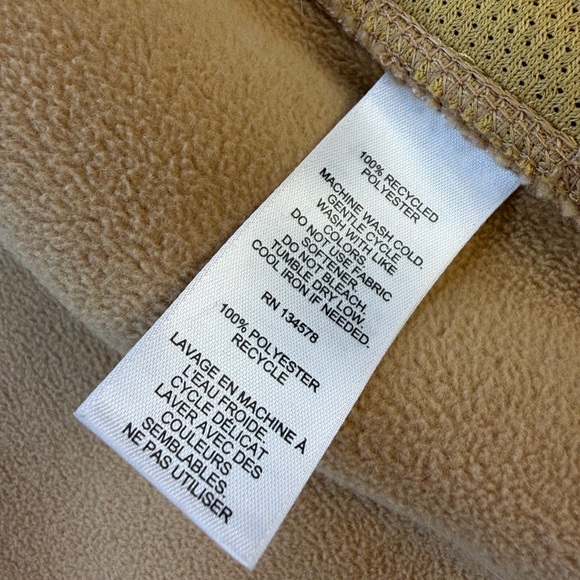 100% RECYCLED
POLYESTER
MACHINE WASH COLD.
GENTLE CYCLE
WASH WITH LIKE
COLORS.
DO NOT USE FABRIC
SOFTENER.
DO NOT BLEACH.
TUMBLE DRY LOW.
COOL IRON IF NEEDED.
RN 134578
100% POLYESTER
RECYCLE
LAVAGE EN MACHINE À
L'EAU FROIDE.
CYCLE DÉLICAT
LAVER AVEC DES
COULEURS
SEMBLABLES.
NE PAS UTILISER